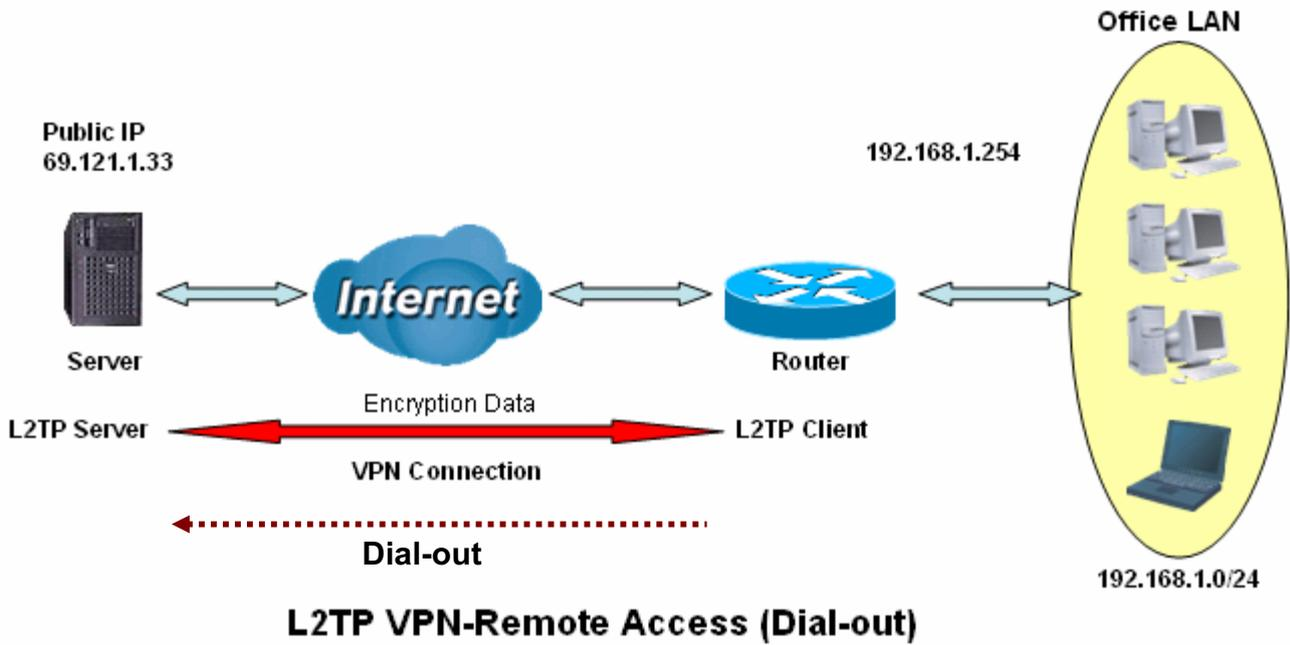 Office LAN
Public IP
69.121.1.33
192.168.1.254
Internet
Server
Router
Encryption Data
L2TP Server
L2TP Client
VPN Connection
Dial-out
192.168.1.0/24
L2TP VPN-Remote Access (Dial-out)